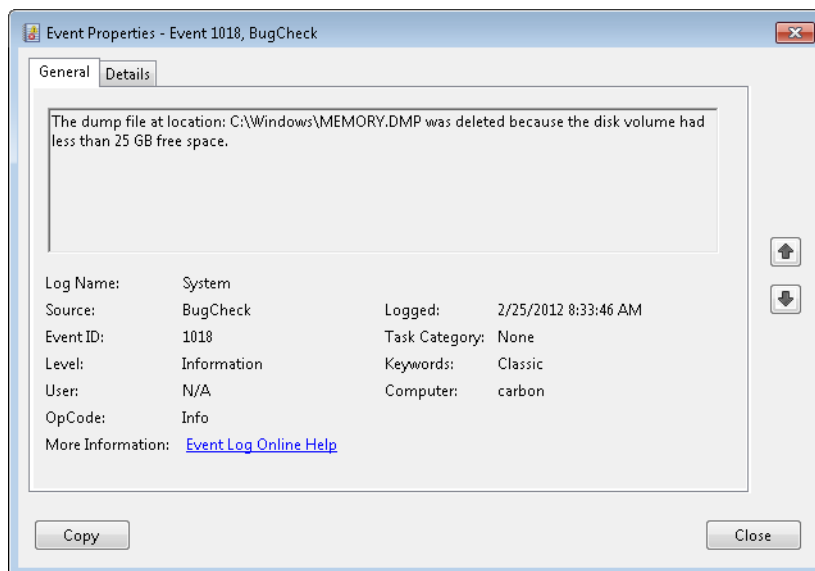 Event Properties - Event 1018, BugCheck
General Details
The dump file at location: C:\Windows\MEMORY.DMP was deleted because the disk volume had
less than 25 GB free space.
Log Name: System
Source: BugCheck Logged: 2/25/2012 8:33:46 AM
Event ID: 1018 Task Category: None
Level: Information Keywords: Classic
User: N/A Computer: carbon
OpCode: Info
More Information: Event Log Online Help
Copy Close